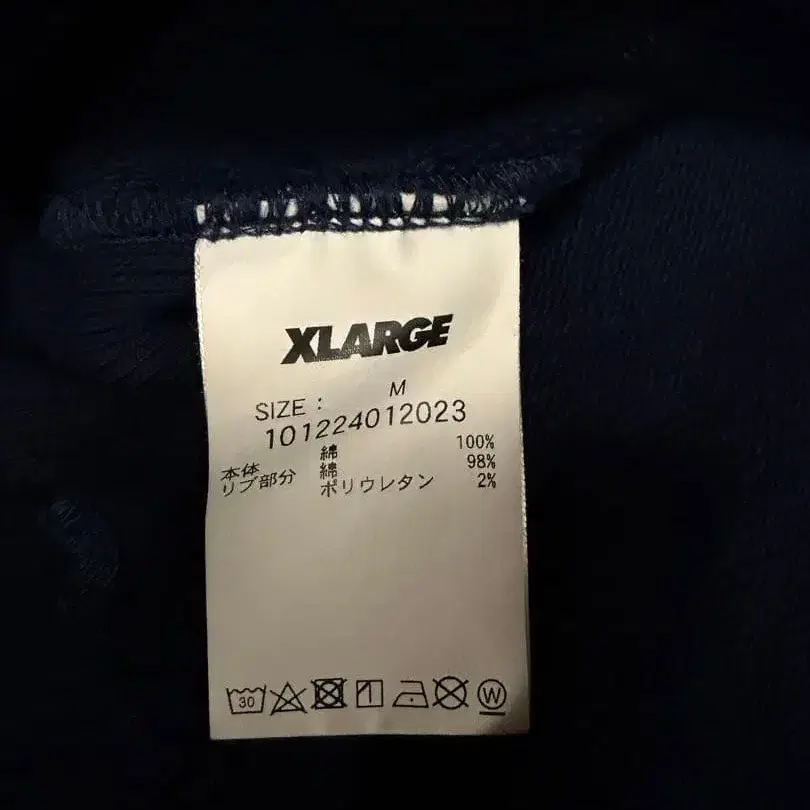 XLARGE
SIZE : M
101224012023
本体 綿 100%
リブ部分 綿 98%
ポリウレタン 2%
30
W